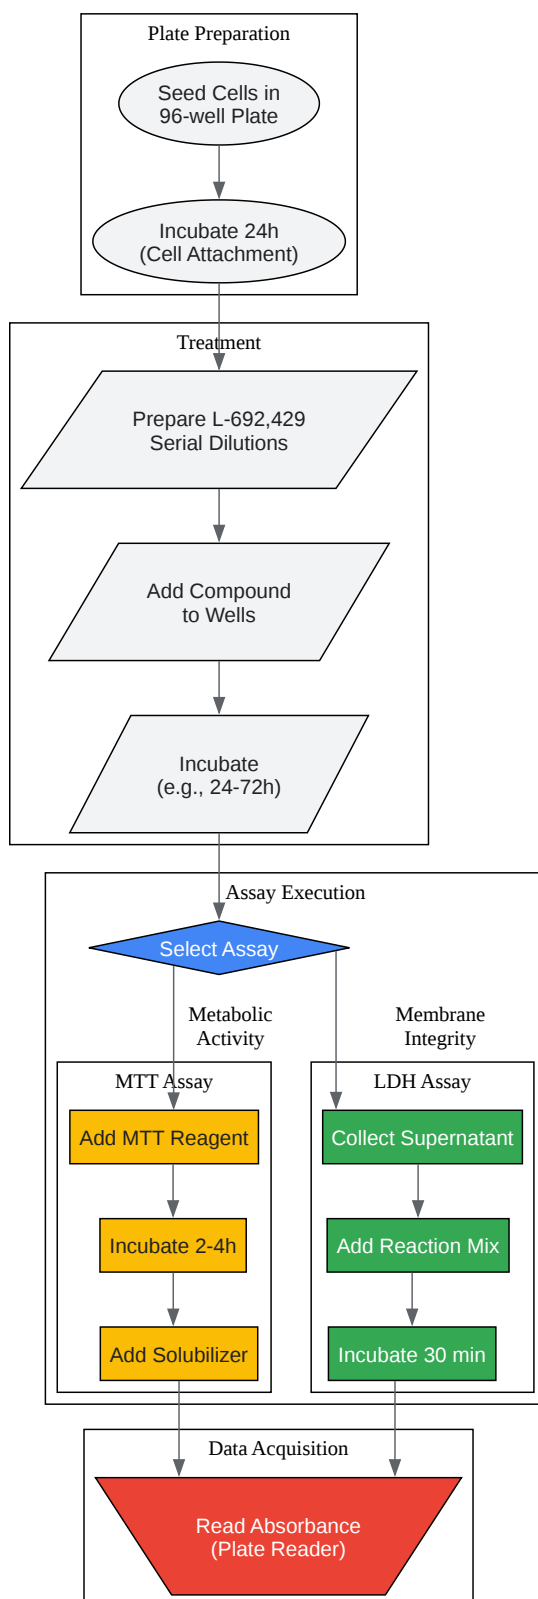 Plate Preparation
Seed Cells in
96-well Plate
Incubate 24h
(Cell Attachment)
Treatment
Prepare L-692,429
Serial Dilutions
Add Compound
to Wells
Incubate
(e.g., 24-72h)
Assay Execution
Select Assay
Metabolic
Activity
Membrane
Integrity
MTT Assay
Add MTT Reagent
Incubate 2-4h
Add Solubilizer
LDH Assay
Collect Supernatant
Add Reaction Mix
Incubate 30 min
Data Acquisition
Read Absorbance
(Plate Reader)